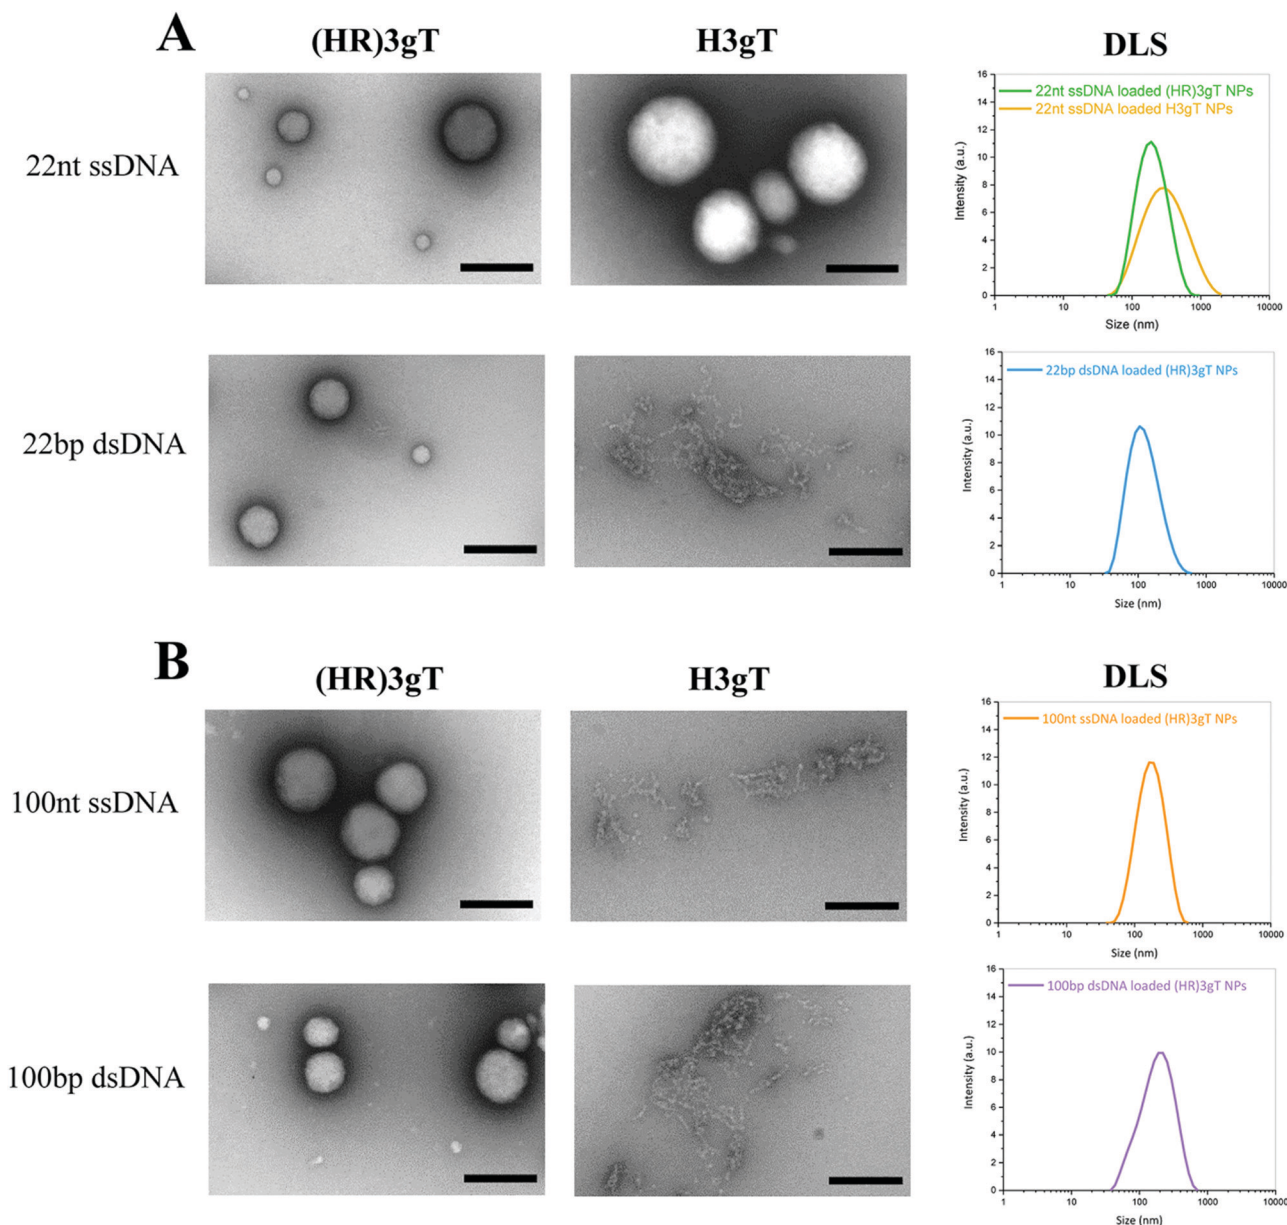 A
(HR)3gT
H3gT
DLS
22nt ssDNA
16
14
12
10
8
6
4
2
0
Intensity (a.u.)
22nt ssDNA loaded (HR)3gT NPs
22nt ssDNA loaded H3gT NPs
1
10
100
1000
10000
Size (nm)
22bp dsDNA
16
14
12
10
8
6
4
2
0
Intensity (a.u.)
22bp dsDNA loaded (HR)3gT NPs
1
10
100
1000
10000
Size (nm)
B
(HR)3gT
H3gT
DLS
100nt ssDNA
16
14
12
10
8
6
4
2
0
Intensity (a.u.)
100nt ssDNA loaded (HR)3gT NPs
1
10
100
1000
10000
Size (nm)
100bp dsDNA
16
14
12
10
8
6
4
2
0
Intensity (a.u.)
100bp dsDNA loaded (HR)3gT NPs
1
10
100
1000
10000
Size (nm)